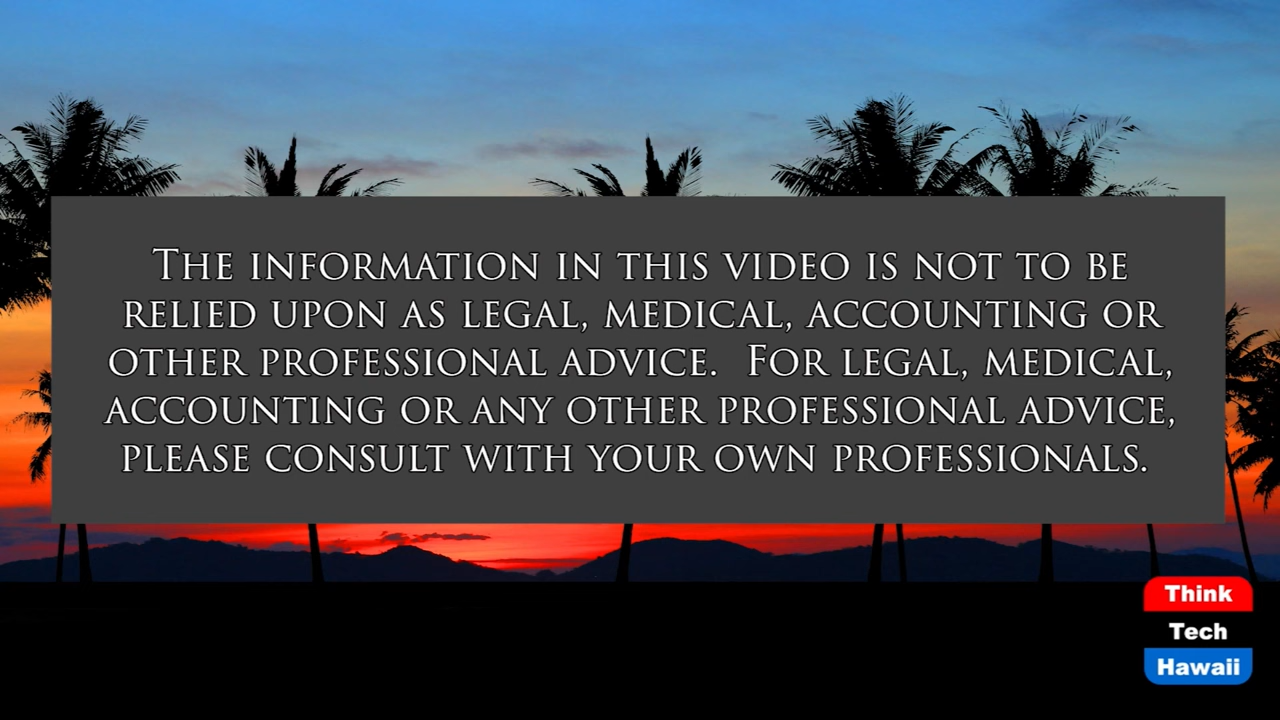 The information in this video is not to be
relied upon as legal, medical, accounting or
other professional advice.  For legal, medical,
accounting or any other professional advice,
please consult with your own professionals.
Think
Tech
Hawaii